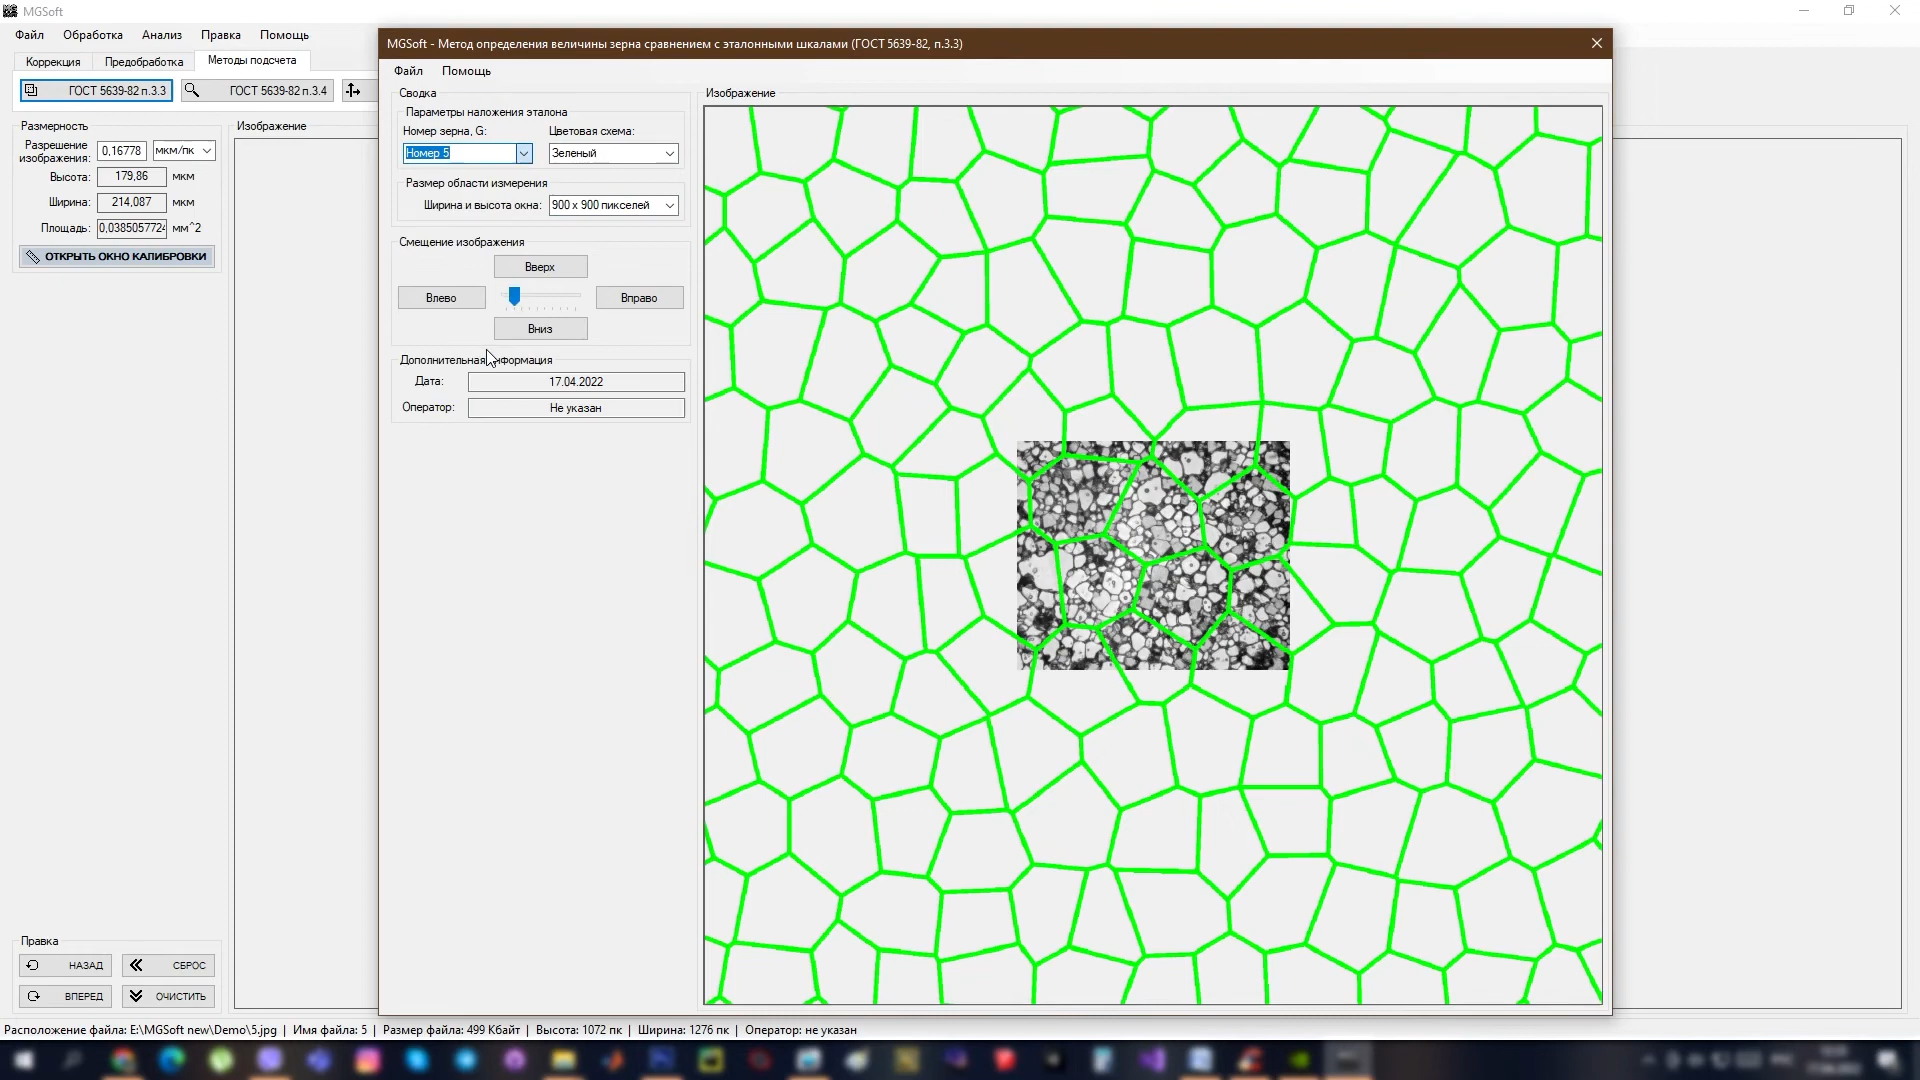 MGSoft
Файл Обработка Анализ Правка Помощь
Коррекция Предобработка Методы подсчета
ГОСТ 5639-82 п.3.3 ГОСТ 5639-82 п.3.4
Размерность
Разрешение изображения: 0,16778 мкм/пк
Высота: 179,86 мкм
Ширина: 214,087 мкм
Площадь: 0,0385057724 мм^2
ОТКРЫТЬ ОКНО КАЛИБРОВКИ
Изображение
MGSoft - Метод определения величины зерна сравнением с эталонными шкалами (ГОСТ 5639-82, п.3.3)
Файл Помощь
Сводка
Параметры наложения эталона
Номер зерна, G: Цветовая схема:
Номер 5 Зеленый
Размер области измерения
Ширина и высота окна: 900 x 900 пикселей
Смещение изображения
Вверх
Влево Вправо
Вниз
Дополнительная информация
Дата: 17.04.2022
Оператор: Не указан
Изображение
Правка
НАЗАД СБРОС
ВПЕРЕД ОЧИСТИТЬ
Расположение файла: E:\MGSoft new\Demo\5.jpg | Имя файла: 5 | Размер файла: 499 Кбайт | Высота: 1072 пк | Ширина: 1276 пк | Оператор: не указан